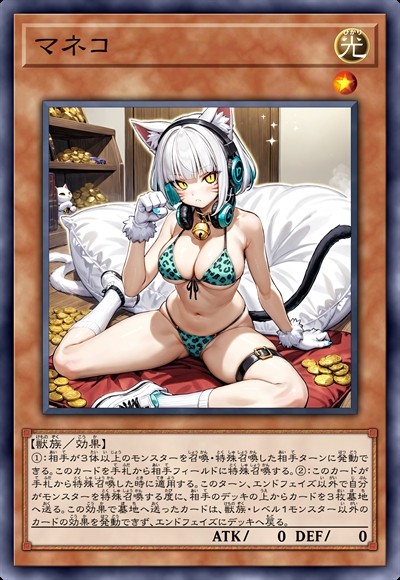 マネコ
光
【獣族／効果】
①：相手が３体以上のモンスターを召喚・特殊召喚した相手ターンに発動で
きる。このカードを手札から相手フィールドに特殊召喚する。②：このカードが
手札から特殊召喚した時に適用する。このターン、エンドフェイズ以外で自分
がモンスターを特殊召喚する度に、相手のデッキの上からカードを３枚墓地
へ送る。この効果で墓地へ送ったカードは、獣族・レベル１モンスター以外の
カードの効果を発動できず、エンドフェイズにデッキへ戻る。
ATK/ 0 DEF/ 0